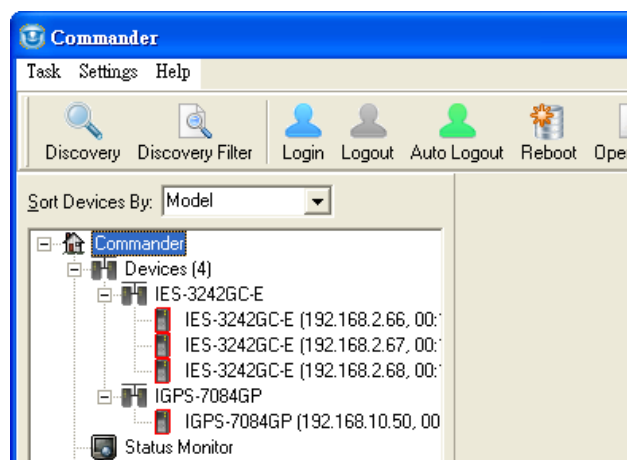 Commander
Task Settings Help
Discovery Discovery Filter Login Logout Auto Logout Reboot Ope
Sort Devices By: Model
Commander
Devices (4)
IES-3242GC-E
IES-3242GC-E (192.168.2.66, 00:
IES-3242GC-E (192.168.2.67, 00:
IES-3242GC-E (192.168.2.68, 00:
IGPS-7084GP
IGPS-7084GP (192.168.10.50, 00
Status Monitor